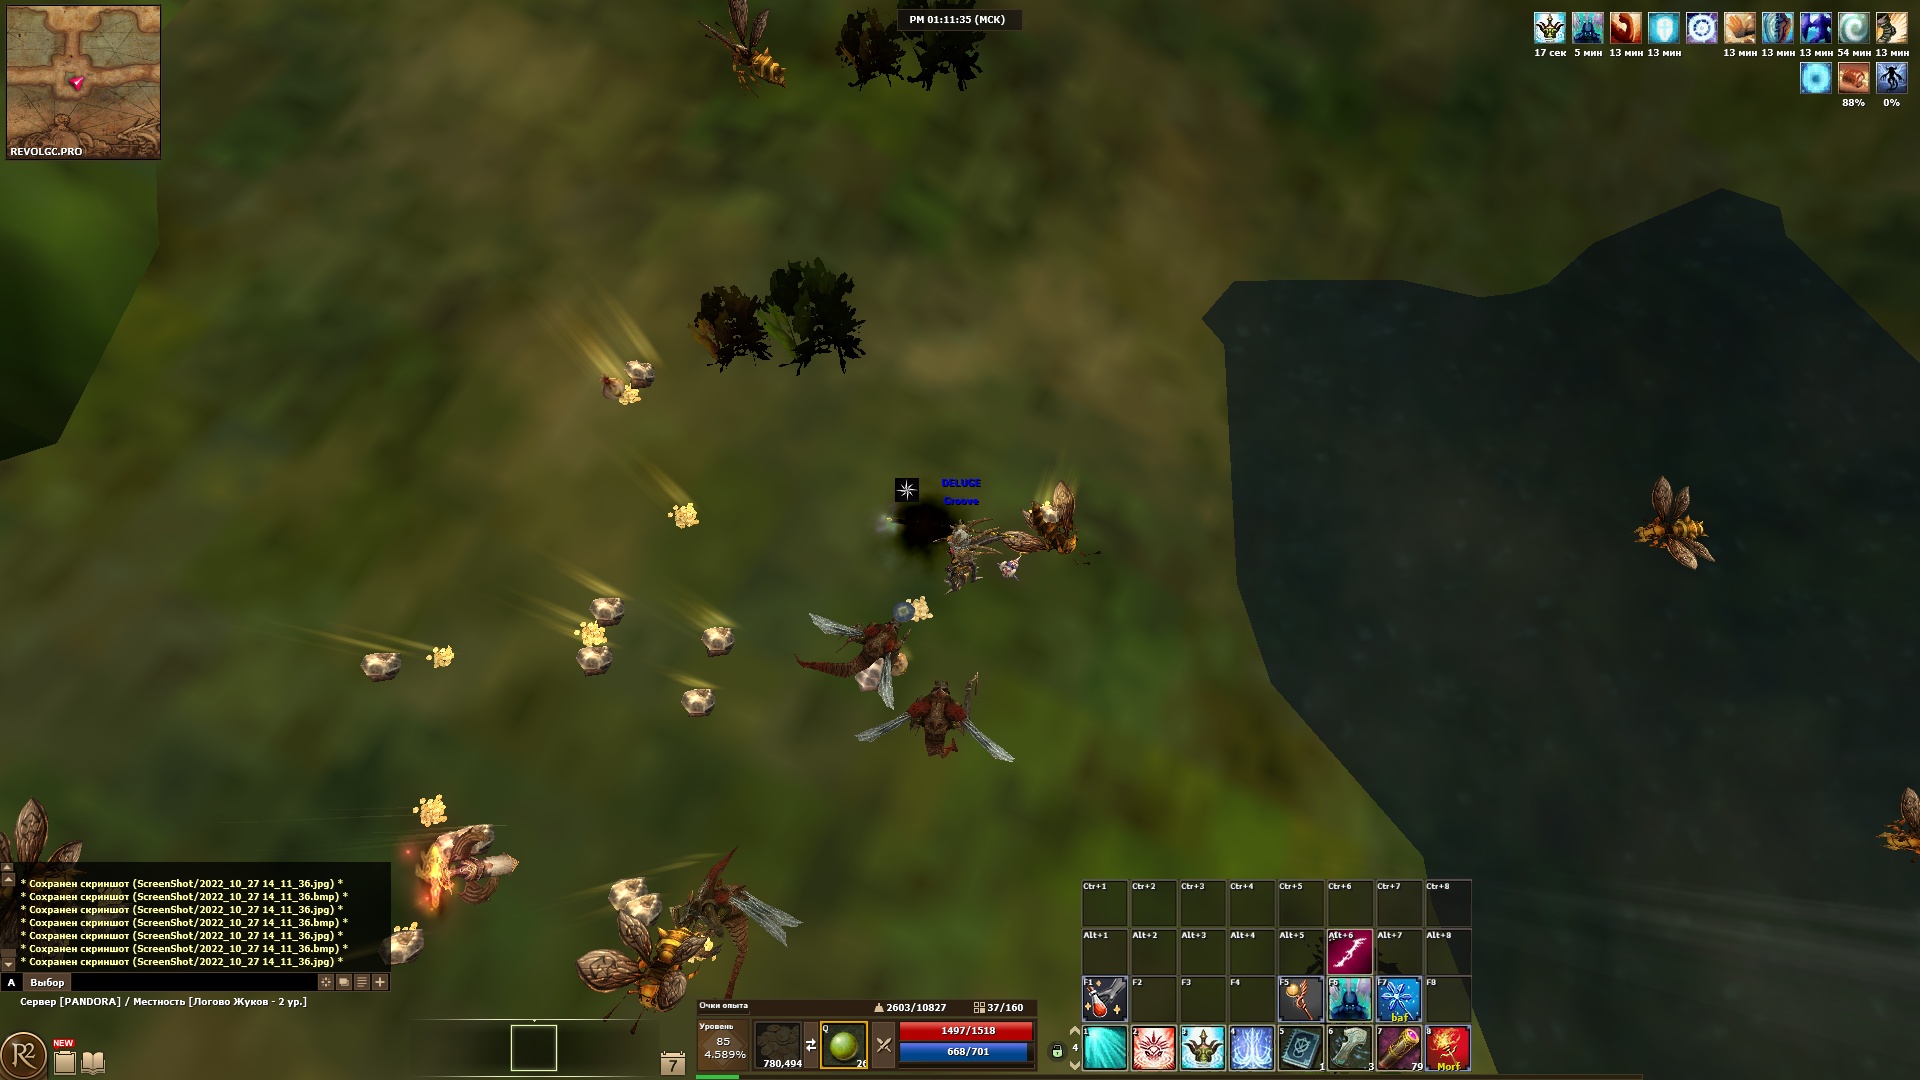 PM 01:11:35 (МСК)
17 сек 5 мин 13 мин 13 мин 13 мин 13 мин 13 мин 54 мин 13 мин
88% 0%
REVOLGC.PRO
DELUGE
Groove
* Сохранен скриншот (ScreenShot/2022_10_27 14_11_36.jpg) *
* Сохранен скриншот (ScreenShot/2022_10_27 14_11_36.bmp) *
* Сохранен скриншот (ScreenShot/2022_10_27 14_11_36.jpg) *
* Сохранен скриншот (ScreenShot/2022_10_27 14_11_36.bmp) *
* Сохранен скриншот (ScreenShot/2022_10_27 14_11_36.jpg) *
* Сохранен скриншот (ScreenShot/2022_10_27 14_11_36.bmp) *
* Сохранен скриншот (ScreenShot/2022_10_27 14_11_36.jpg) *
A Выбор
Сервер [PANDORA] / Местность [Логово Жуков - 2 ур.]
R2
NEW
7
Очки опыта 2603/10827 37/160
Уровень
85
4.589%
780,494
Q
26
1497/1518
668/701
4
Ctr+1 Ctr+2 Ctr+3 Ctr+4 Ctr+5 Ctr+6 Ctr+7 Ctr+8
Alt+1 Alt+2 Alt+3 Alt+4 Alt+5 Alt+6 Alt+7 Alt+8
F1 F2 F3 F4 F5 F6 F7 F8
baf
1 2 3 4 5 6 7 8
1 3 79 Morf